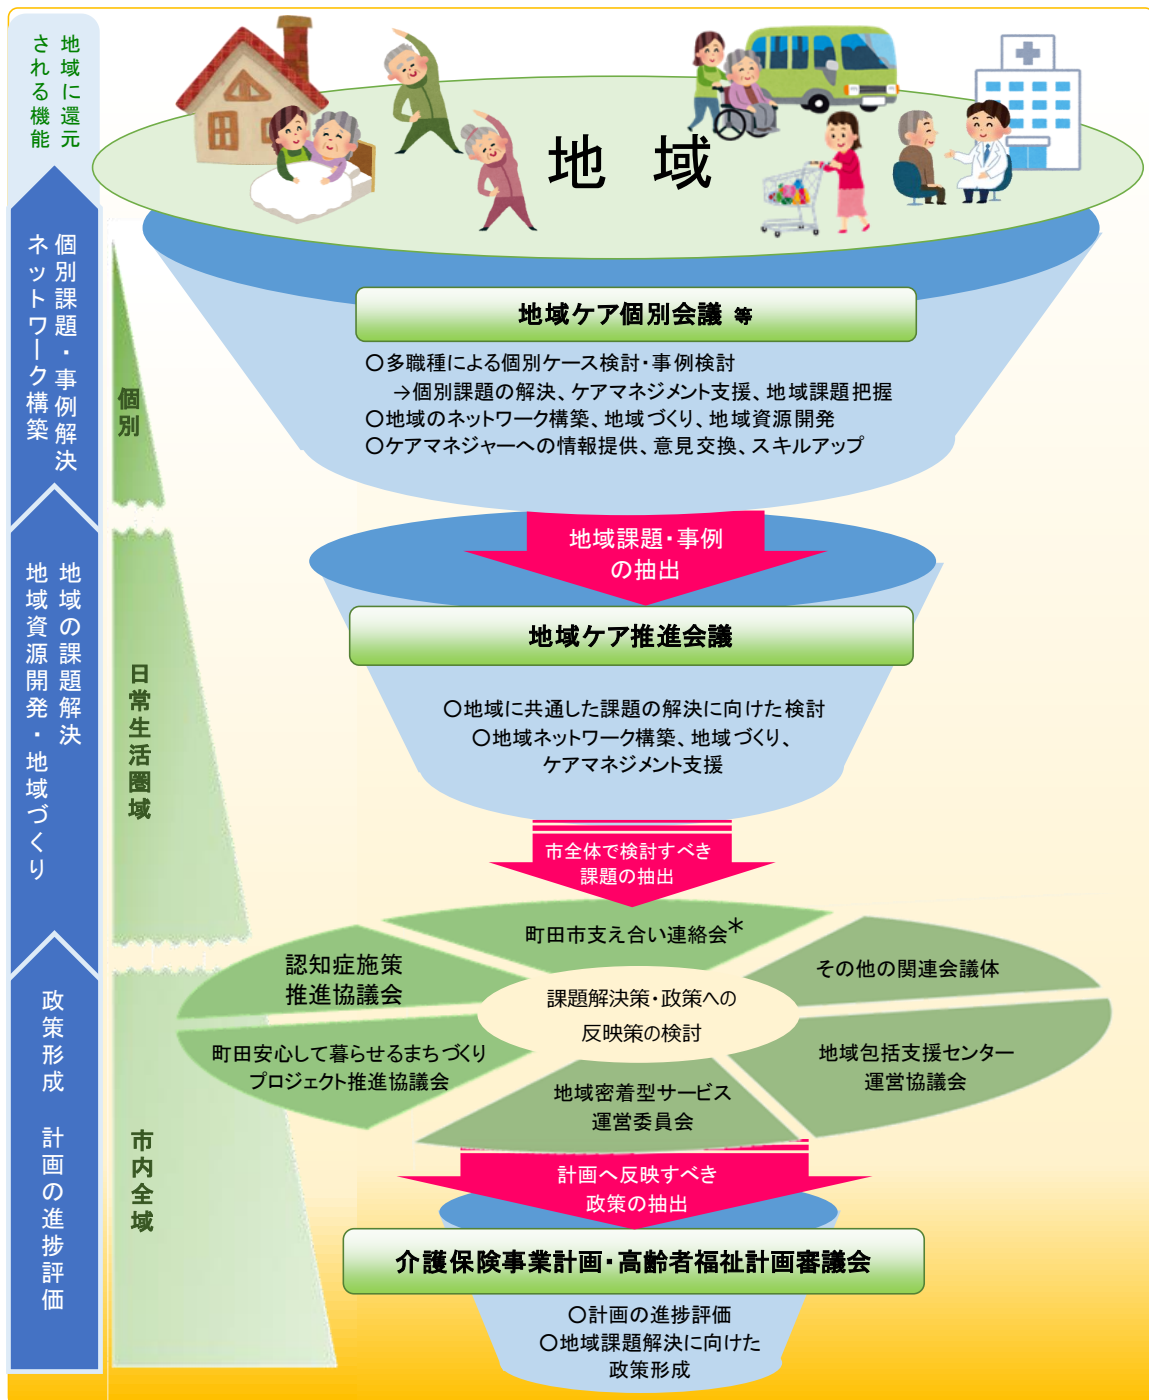 地域に還元
される機能
地 域
個別課題・事例解決
ネットワーク構築
個別
地域ケア個別会議 等
〇多職種による個別ケース検討・事例検討
→個別課題の解決、ケアマネジメント支援、地域課題把握
〇地域のネットワーク構築、地域づくり、地域資源開発
〇ケアマネジャーへの情報提供、意見交換、スキルアップ
地域課題・事例
の抽出
地域の課題解決
地域資源開発・地域づくり
日常生活圏域
地域ケア推進会議
〇地域に共通した課題の解決に向けた検討
〇地域ネットワーク構築、地域づくり、
ケアマネジメント支援
市全体で検討すべき
課題の抽出
町田市支え合い連絡会*
認知症施策
推進協議会
その他の関連会議体
課題解決策・政策への
反映策の検討
町田安心して暮らせるまちづくり
プロジェクト推進協議会
地域包括支援センター
運営協議会
地域密着型サービス
運営委員会
政策形成 計画の進捗評価
市内全域
計画へ反映すべき
政策の抽出
介護保険事業計画・高齢者福祉計画審議会
〇計画の進捗評価
〇地域課題解決に向けた
政策形成